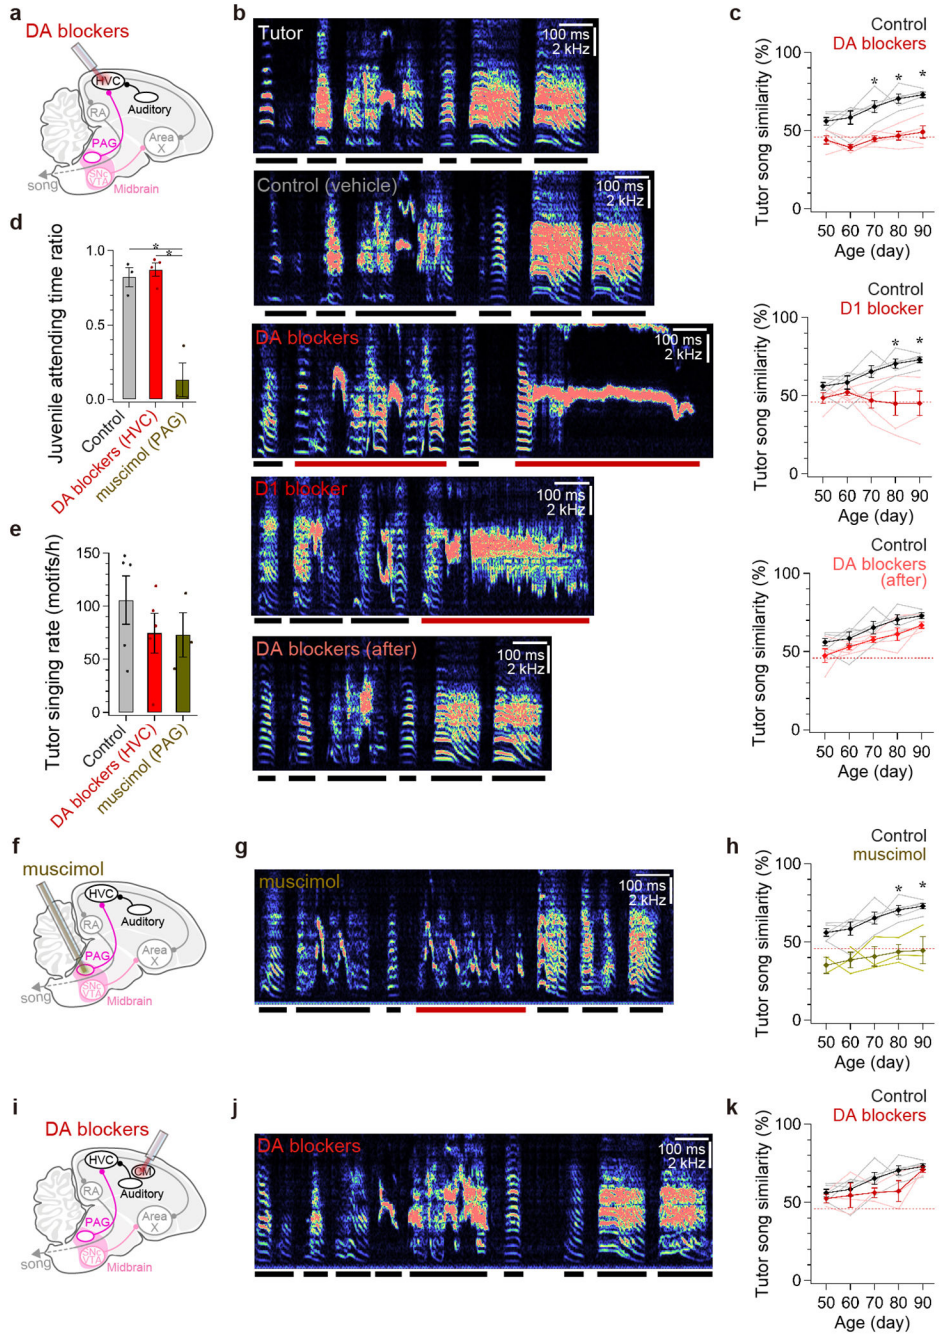 a
DA blockers
HVC
Auditory
RA
Area
X
PAG
SNc
VTA
song
Midbrain
b
Tutor
100 ms
2 kHz
Control (vehicle)
100 ms
2 kHz
DA blockers
100 ms
2 kHz
D1 blocker
100 ms
2 kHz
DA blockers (after)
100 ms
2 kHz
c
Control
DA blockers
Tutor song similarity (%)
100
50
0
* * *
50 60 70 80 90
Age (day)
Control
D1 blocker
Tutor song similarity (%)
100
50
0
* *
50 60 70 80 90
Age (day)
Control
DA blockers
(after)
Tutor song similarity (%)
100
50
0
50 60 70 80 90
Age (day)
d
Juvenile attending time ratio
1.0
0.5
0.0
*
*
Control
DA blockers (HVC)
muscimol (PAG)
e
Tutor singing rate (motifs/h)
150
100
50
0
Control
DA blockers (HVC)
muscimol (PAG)
f
muscimol
HVC
Auditory
RA
Area
X
PAG
SNc
VTA
song
Midbrain
g
muscimol
100 ms
2 kHz
h
Control
muscimol
Tutor song similarity (%)
100
50
0
* *
50 60 70 80 90
Age (day)
i
DA blockers
HVC
CM
Auditory
RA
Area
X
PAG
SNc
VTA
song
Midbrain
j
DA blockers
100 ms
2 kHz
k
Control
DA blockers
Tutor song similarity (%)
100
50
0
50 60 70 80 90
Age (day)